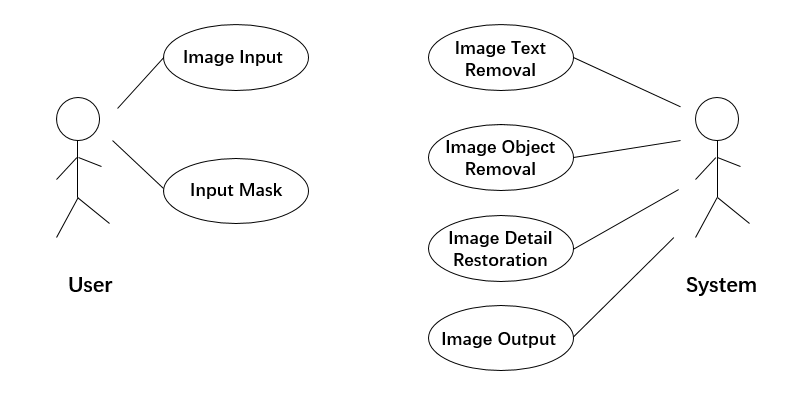 Image Input
Input Mask
User
Image Text
Removal
Image Object
Removal
Image Detail
Restoration
Image Output
System